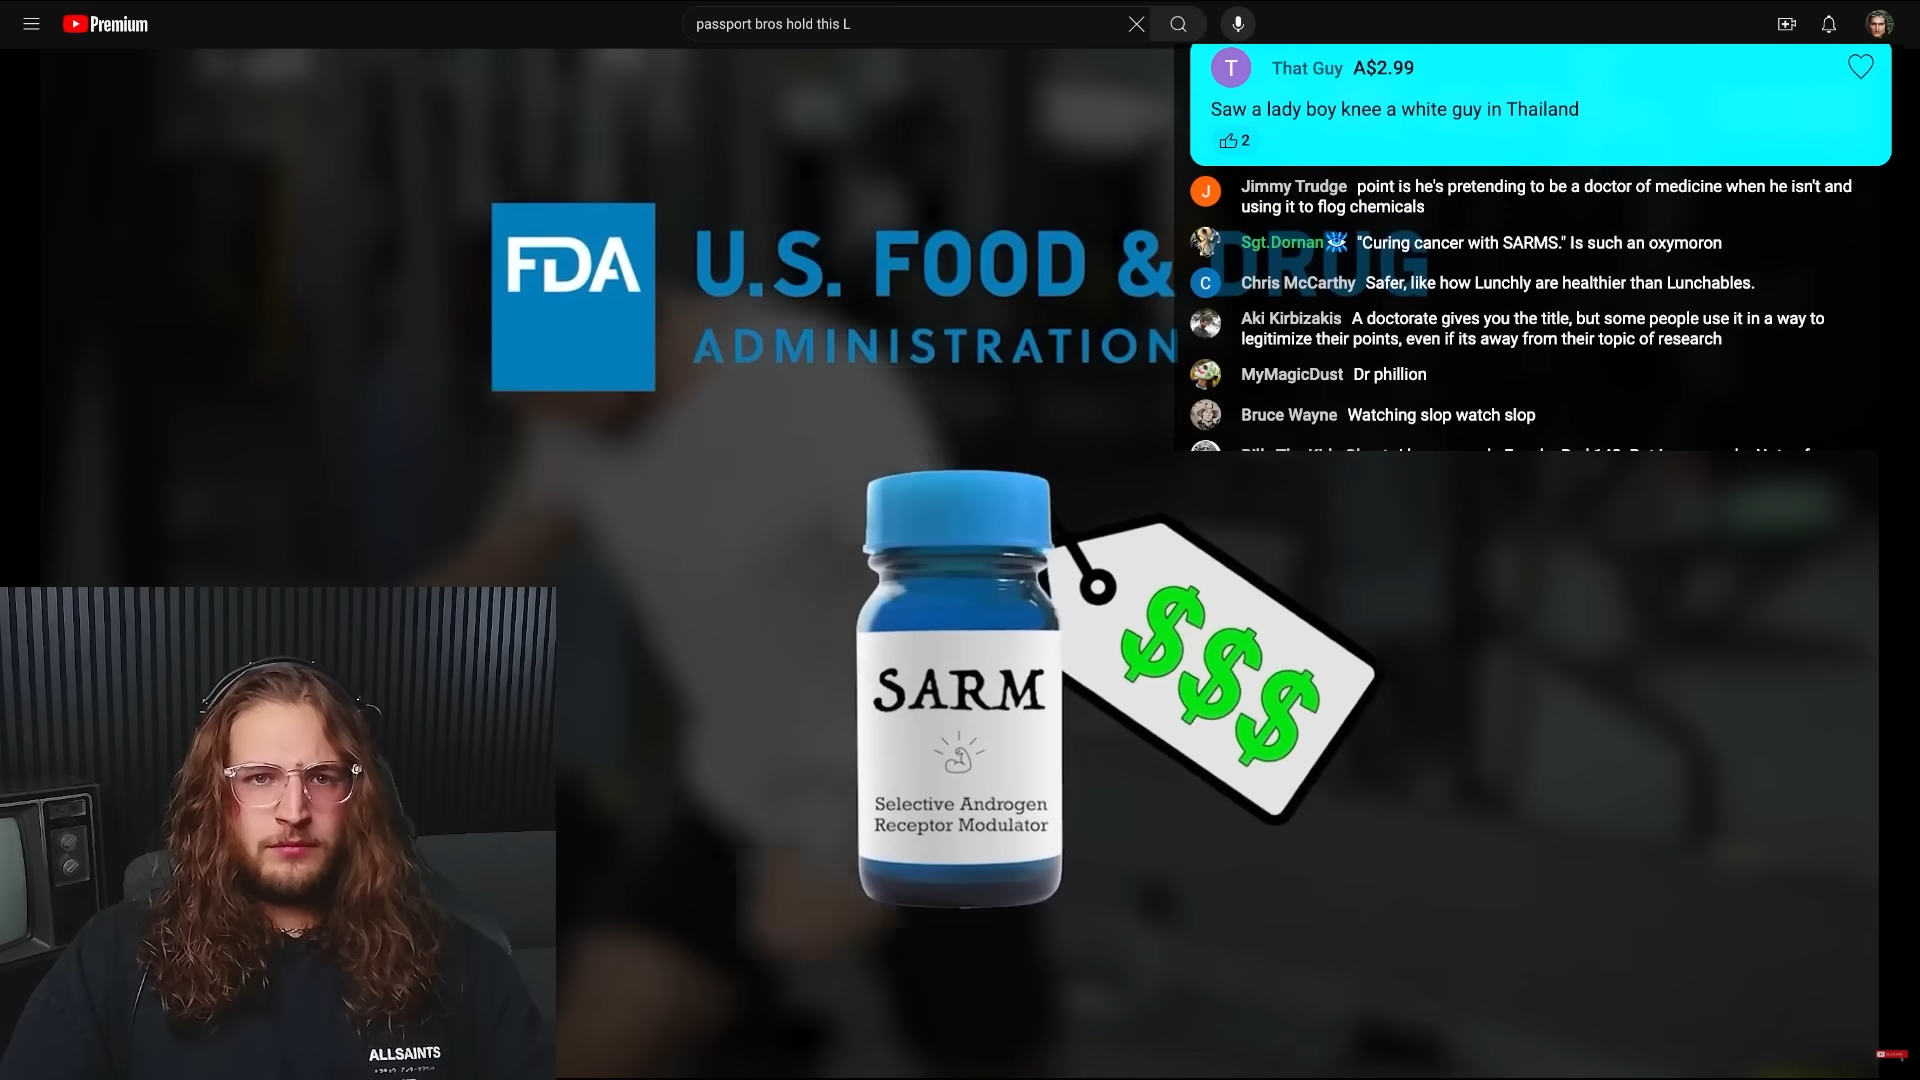 Premium
passport bros hold this L
T That Guy A$2.99
Saw a lady boy knee a white guy in Thailand
2
J Jimmy Trudge point is he's pretending to be a doctor of medicine when he isn't and
using it to flog chemicals
Sgt.Dornan "Curing cancer with SARMS." Is such an oxymoron
C Chris McCarthy Safer, like how Lunchly are healthier than Lunchables.
Aki Kirbizakis A doctorate gives you the title, but some people use it in a way to
legitimize their points, even if its away from their topic of research
MyMagicDust Dr phillion
Bruce Wayne Watching slop watch slop
FDA
U.S. FOOD & DRUG
ADMINISTRATION
SARM
Selective Androgen
Receptor Modulator
$$$
ALLSAINTS